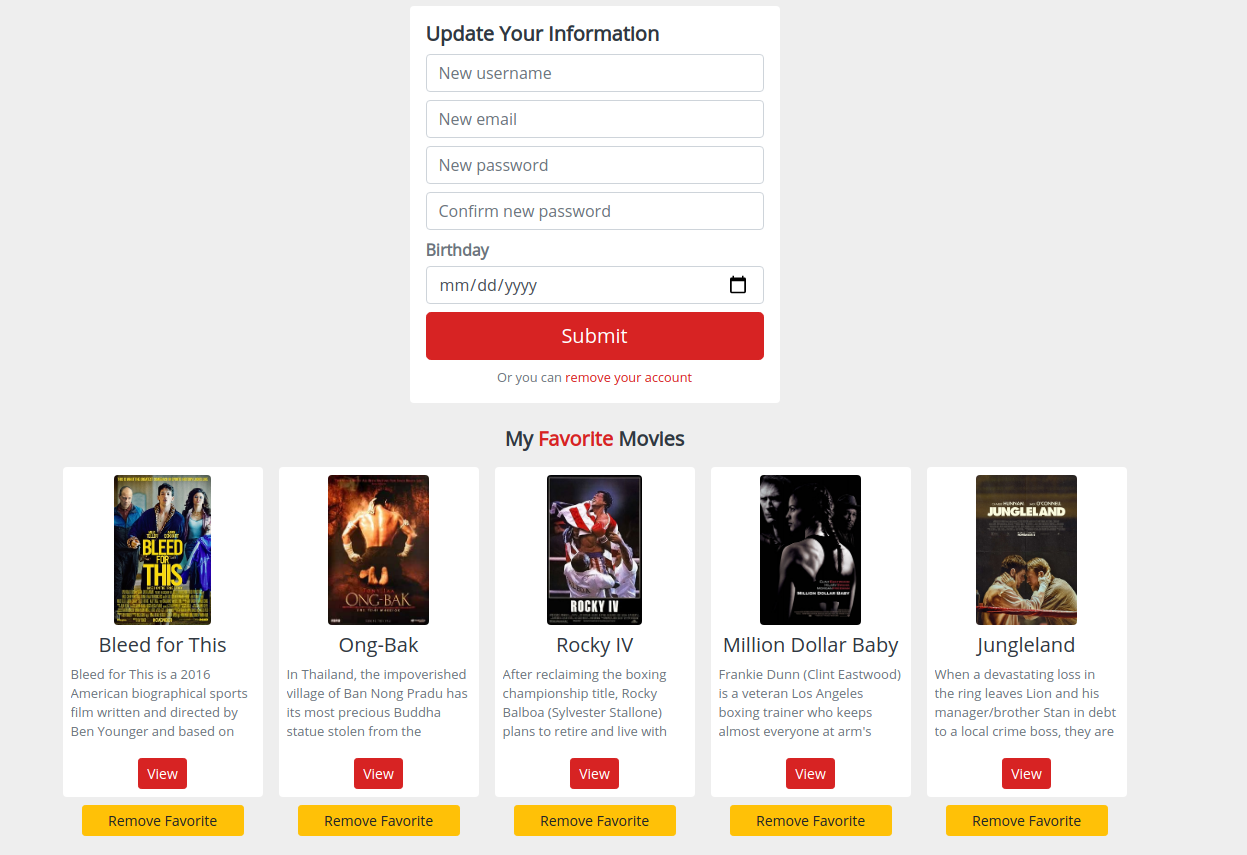 Update Your Information
New username
New email
New password
Confirm new password
Birthday
mm/dd/yyyy
Submit
Or you can remove your account
My Favorite Movies
BLEED
FOR
THIS
ONG-BAK
ROCKY IV
MILLION DOLLAR BABY
JUNGLELAND
Bleed for This
Bleed for This is a 2016
American biographical sports
film written and directed by
Ben Younger and based on
View
Remove Favorite
Ong-Bak
In Thailand, the impoverished
village of Ban Nong Pradu has
its most precious Buddha
statue stolen from the
View
Remove Favorite
Rocky IV
After reclaiming the boxing
championship title, Rocky
Balboa (Sylvester Stallone)
plans to retire and live with
View
Remove Favorite
Million Dollar Baby
Frankie Dunn (Clint Eastwood)
is a veteran Los Angeles
boxing trainer who keeps
almost everyone at arm's
View
Remove Favorite
Jungleland
When a devastating loss in
the ring leaves Lion and his
manager/brother Stan in debt
to a local crime boss, they are
View
Remove Favorite